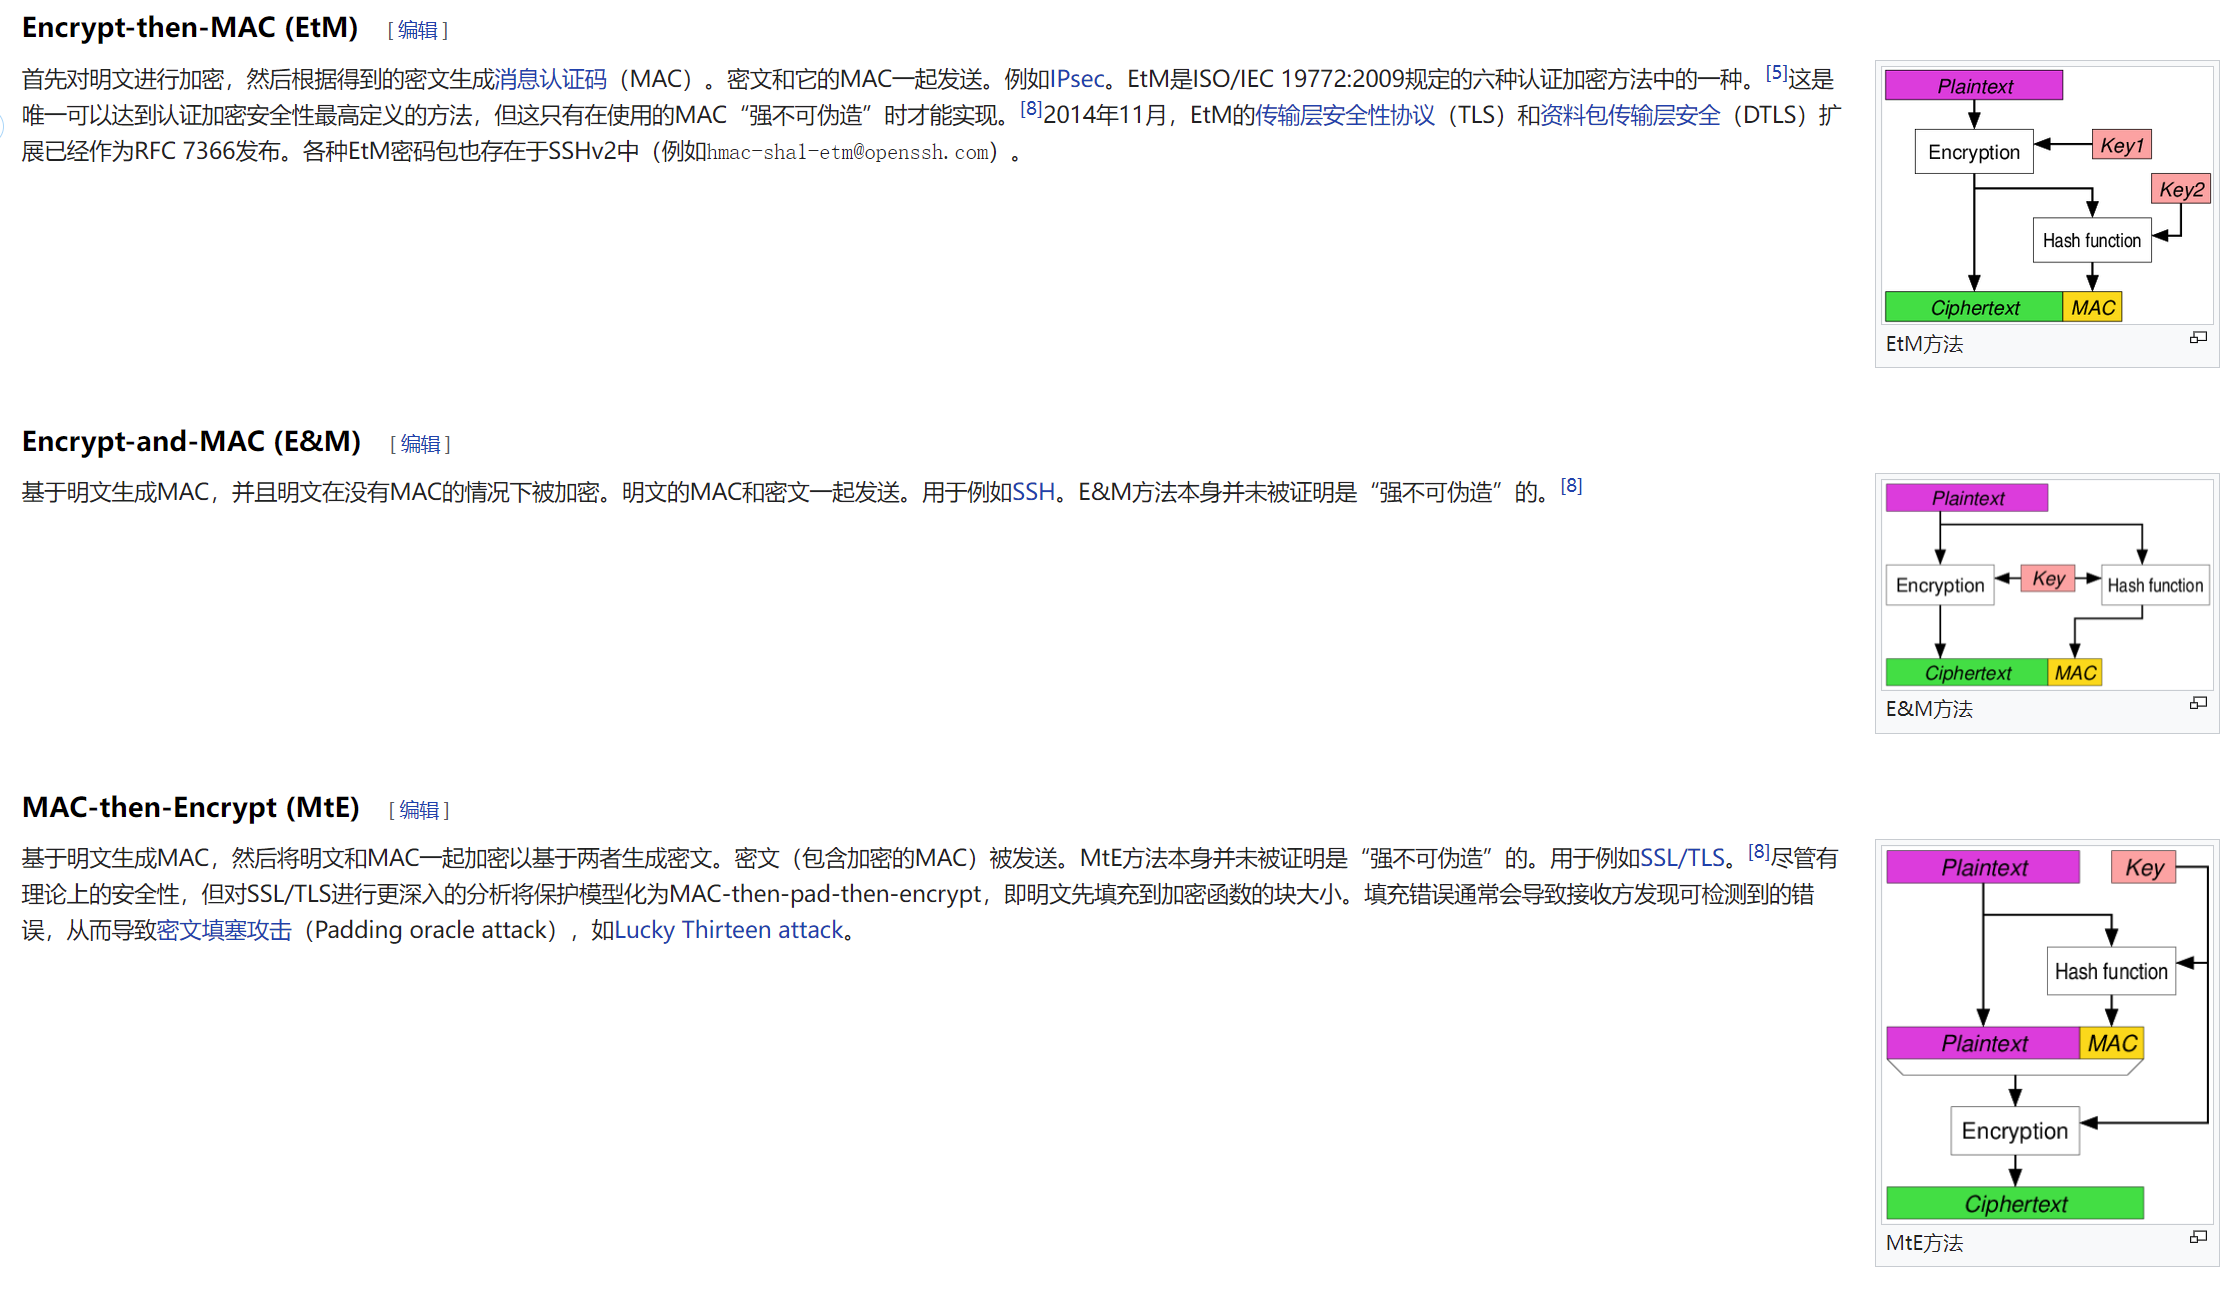 Encrypt-then-MAC (EtM) [编辑]
首先对明文进行加密，然后根据得到的密文生成消息认证码（MAC）。密文和它的MAC一起发送。例如IPsec。EtM是ISO/IEC 19772:2009规定的六种认证加密方法中的一种。[5]这是
唯一可以达到认证加密安全性最高定义的方法，但这只有在使用的MAC“强不可伪造”时才能实现。[8]2014年11月，EtM的传输层安全性协议（TLS）和资料包传输层安全（DTLS）扩
展已经作为RFC 7366发布。各种EtM密码包也存在于SSHv2中（例如hmac-sha1-etm@openssh.com）。
Plaintext
Encryption
Key1
Key2
Hash function
Ciphertext
MAC
EtM方法
Encrypt-and-MAC (E&M) [编辑]
基于明文生成MAC，并且明文在没有MAC的情况下被加密。明文的MAC和密文一起发送。用于例如SSH。E&M方法本身并未被证明是“强不可伪造”的。[8]
Plaintext
Encryption
Key
Hash function
Ciphertext
MAC
E&M方法
MAC-then-Encrypt (MtE) [编辑]
基于明文生成MAC，然后将明文和MAC一起加密以基于两者生成密文。密文（包含加密的MAC）被发送。MtE方法本身并未被证明是“强不可伪造”的。用于例如SSL/TLS。[8]尽管有
理论上的安全性，但对SSL/TLS进行更深入的分析将保护模型化为MAC-then-pad-then-encrypt，即明文先填充到加密函数的块大小。填充错误通常会导致接收方发现可检测到的错
误，从而导致密文填塞攻击（Padding oracle attack），如Lucky Thirteen attack。
Plaintext
Key
Hash function
Plaintext
MAC
Encryption
Ciphertext
MtE方法